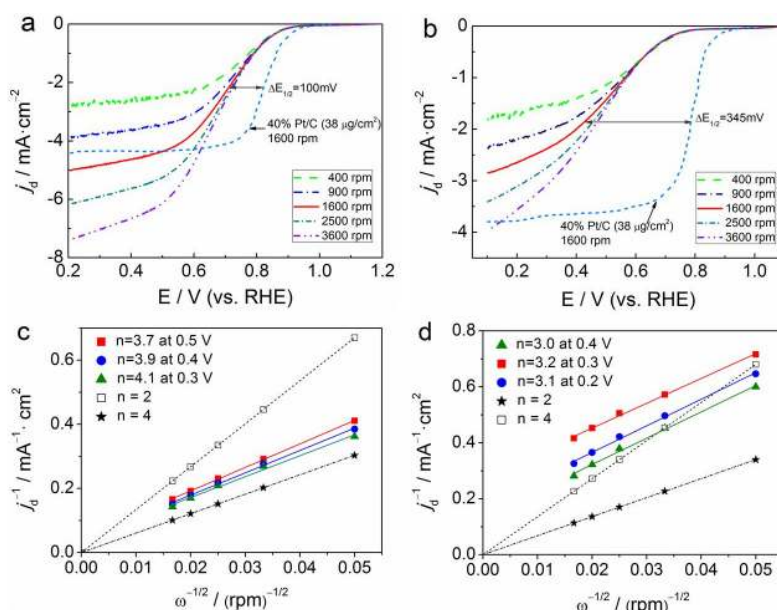 a
0
-2
-4
-6
-8
j_d / mA·cm⁻²
ΔE₁/₂=100mV
40% Pt/C (38 μg/cm²)
1600 rpm
400 rpm
900 rpm
1600 rpm
2500 rpm
3600 rpm
0.2 0.4 0.6 0.8 1.0 1.2
E / V (vs. RHE)
b
0
-1
-2
-3
-4
j_d / mA·cm⁻²
ΔE₁/₂=345mV
40% Pt/C (38 μg/cm²)
1600 rpm
400 rpm
900 rpm
1600 rpm
2500 rpm
3600 rpm
0.2 0.4 0.6 0.8 1.0
E / V (vs. RHE)
c
n=3.7 at 0.5 V
n=3.9 at 0.4 V
n=4.1 at 0.3 V
n = 2
n = 4
0.6
0.4
0.2
0.0
j_d⁻¹ / mA⁻¹· cm²
0.00 0.01 0.02 0.03 0.04 0.05
ω⁻¹/² / (rpm)⁻¹/²
d
n=3.0 at 0.4 V
n=3.2 at 0.3 V
n=3.1 at 0.2 V
n = 2
n = 4
0.8
0.6
0.4
0.2
0.0
j_d⁻¹ / mA⁻¹· cm²
0.00 0.01 0.02 0.03 0.04 0.05
ω⁻¹/² / (rpm)⁻¹/²